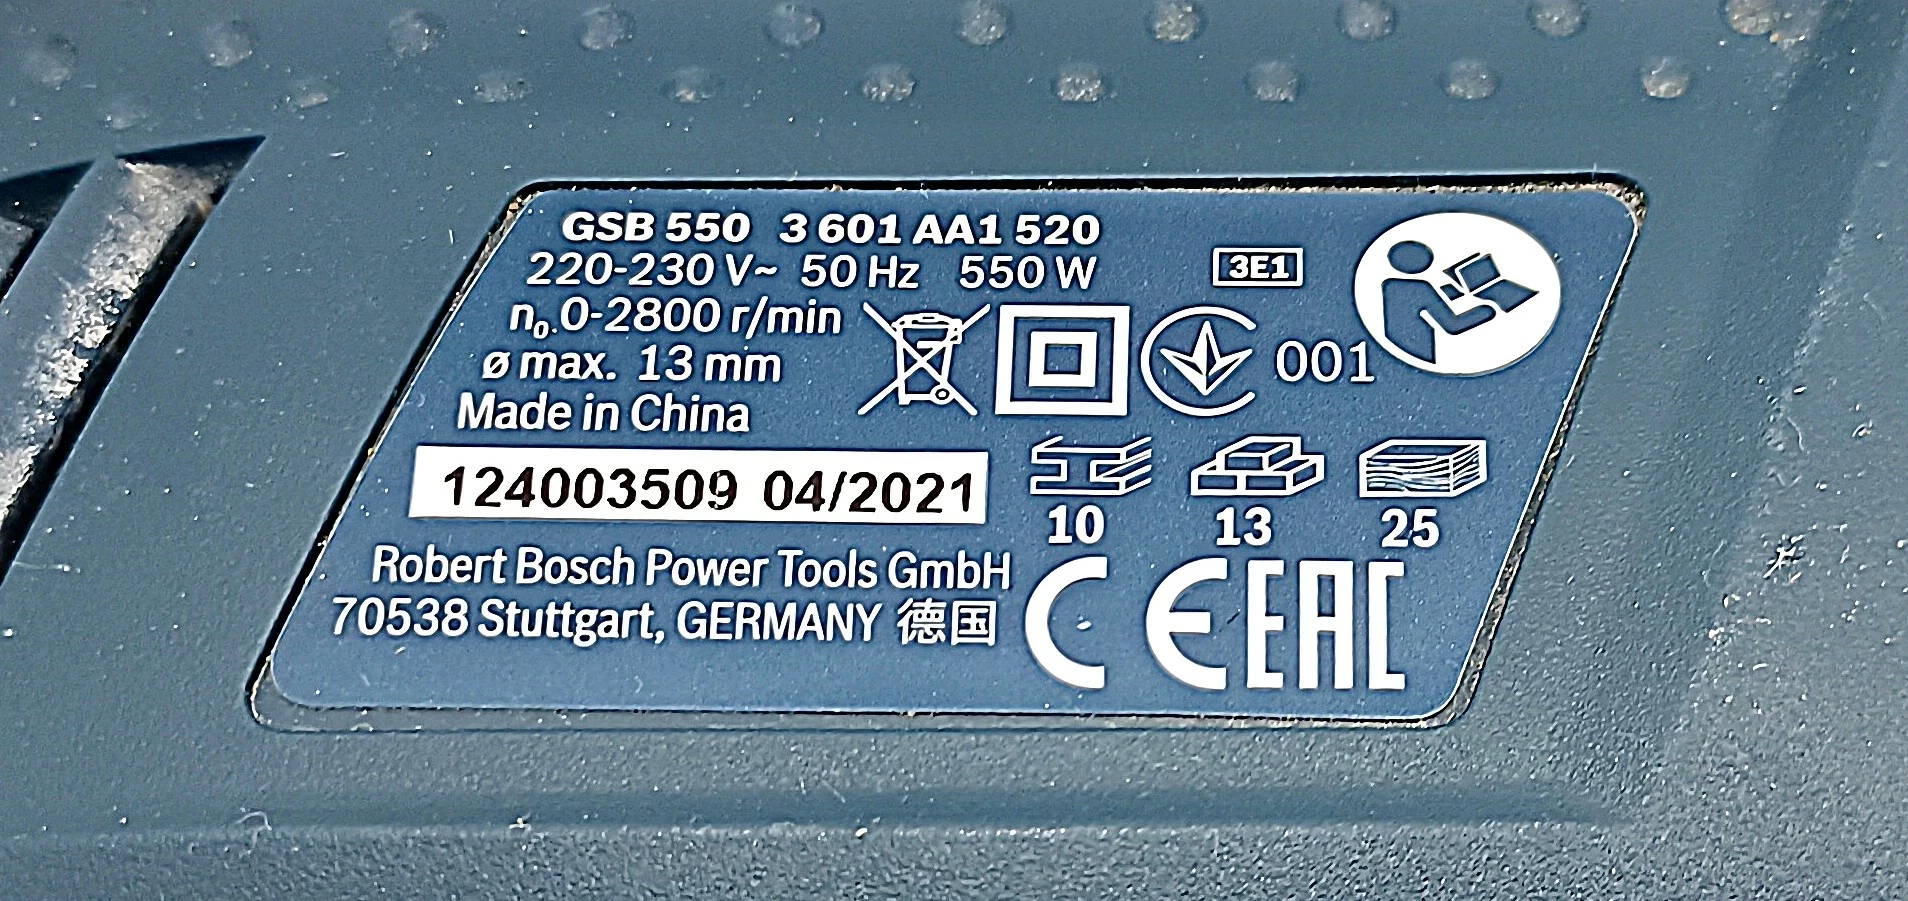 GSB 550 3 601 AA1 520
220-230 V~ 50 Hz 550 W
3E1
n₀ 0-2800 r/min
ø max. 13 mm
001
Made in China
124003509 04/2021
10 13 25
Robert Bosch Power Tools GmbH
70538 Stuttgart, GERMANY 德国
CE EAC